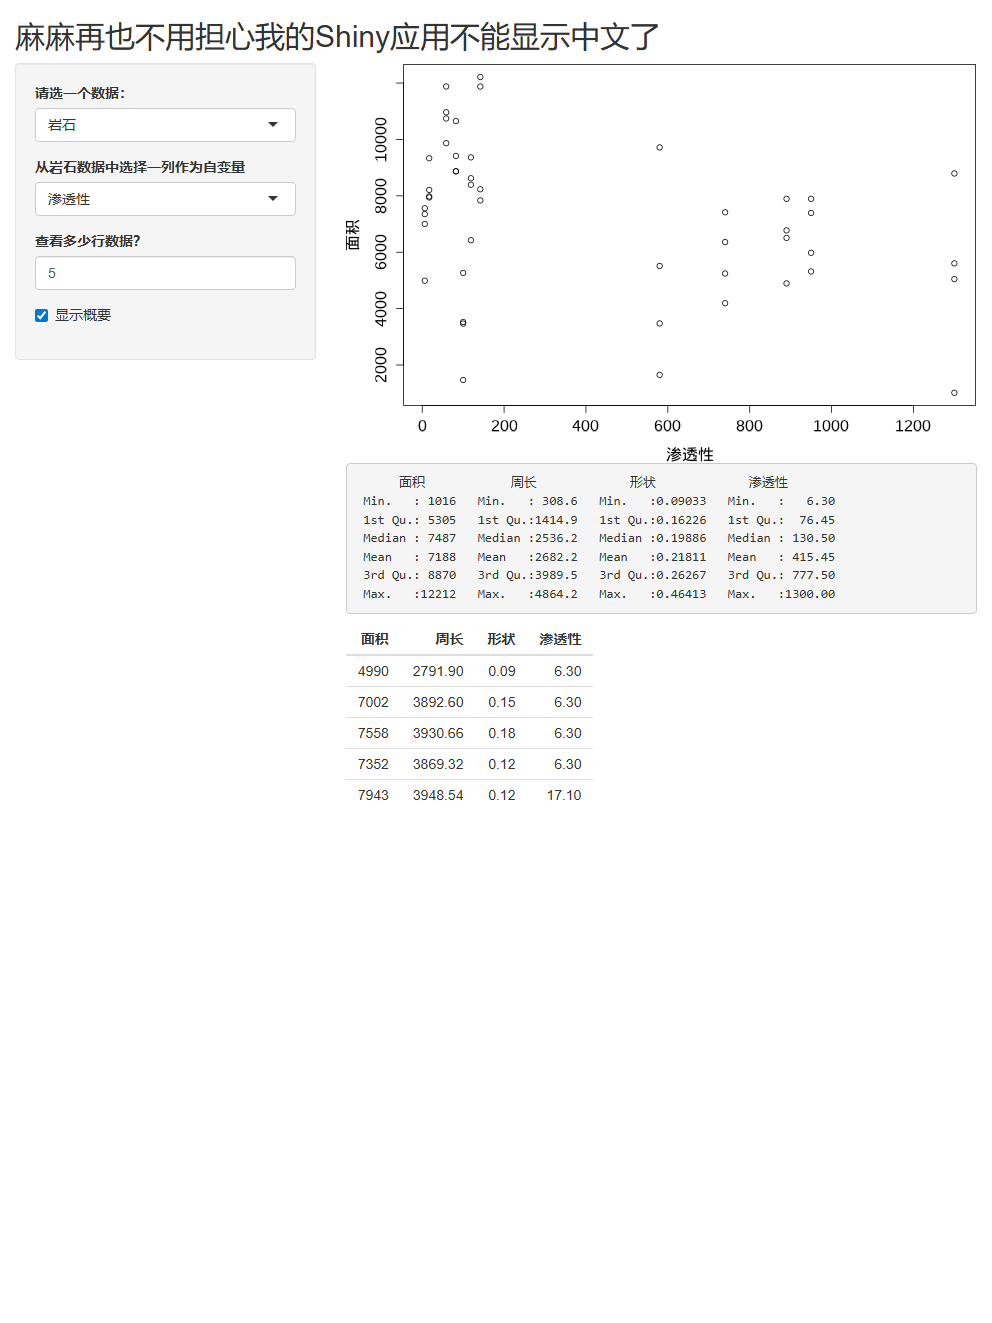 麻麻再也不用担心我的Shiny应用不能显示中文了
请选一个数据：
岩石
从岩石数据中选择一列作为自变量
渗透性
查看多少行数据？
5
显示概要
10000
8000
6000
4000
2000
面积
0 200 400 600 800 1000 1200
渗透性
面积 周长 形状 渗透性
Min. : 1016 Min. : 308.6 Min. :0.09033 Min. : 6.30
1st Qu.: 5305 1st Qu.:1414.9 1st Qu.:0.16226 1st Qu.: 76.45
Median : 7487 Median :2536.2 Median :0.19886 Median : 130.50
Mean : 7188 Mean :2682.2 Mean :0.21811 Mean : 415.45
3rd Qu.: 8870 3rd Qu.:3989.5 3rd Qu.:0.26267 3rd Qu.: 777.50
Max. :12212 Max. :4864.2 Max. :0.46413 Max. :1300.00
面积 周长 形状 渗透性
4990 2791.90 0.09 6.30
7002 3892.60 0.15 6.30
7558 3930.66 0.18 6.30
7352 3869.32 0.12 6.30
7943 3948.54 0.12 17.10